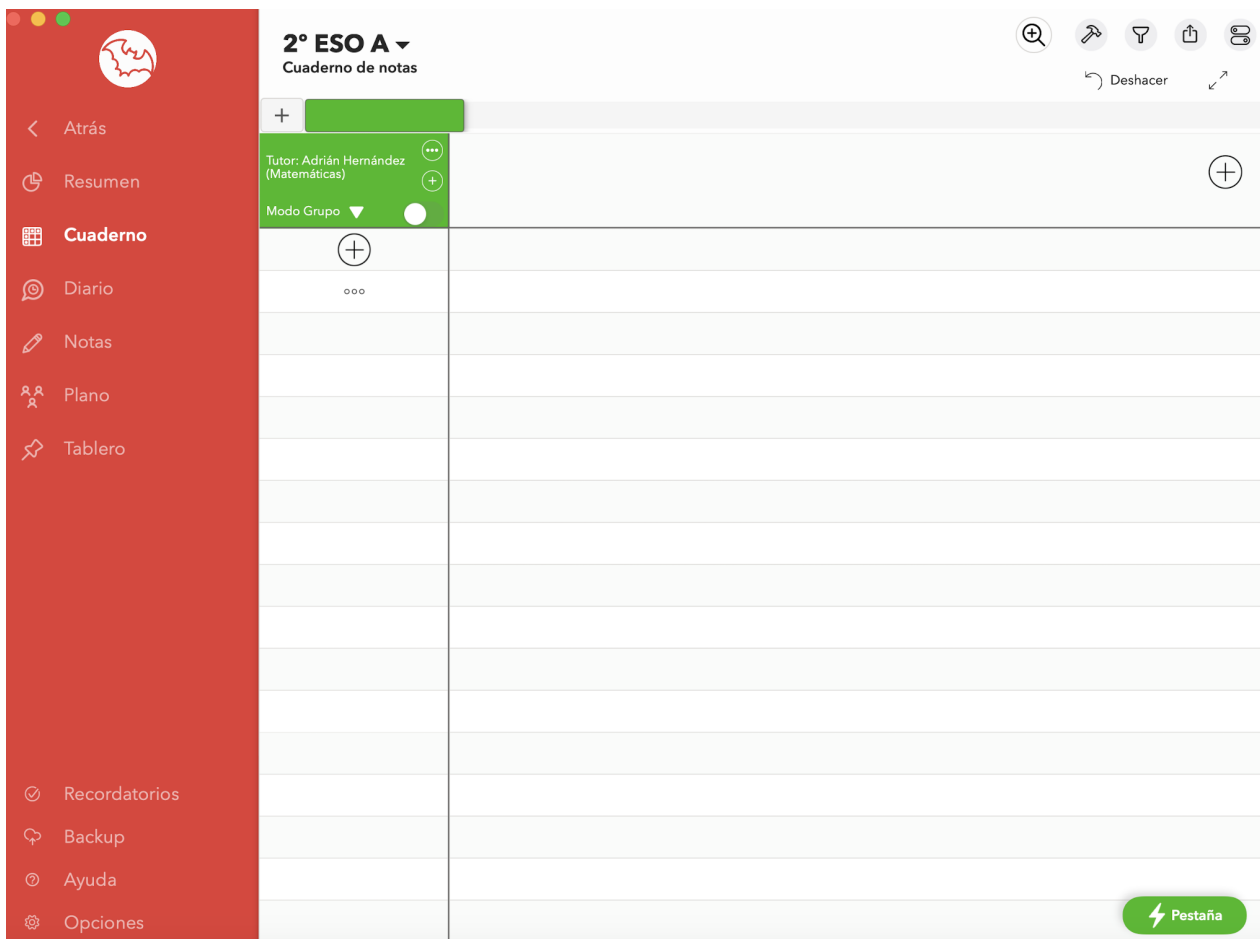 2º ESO A
Cuaderno de notas
Deshacer
Atrás
Resumen
Cuaderno
Diario
Notas
Plano
Tablero
Recordatorios
Backup
Ayuda
Opciones
Tutor: Adrián Hernández
(Matemáticas)
Modo Grupo
Pestaña